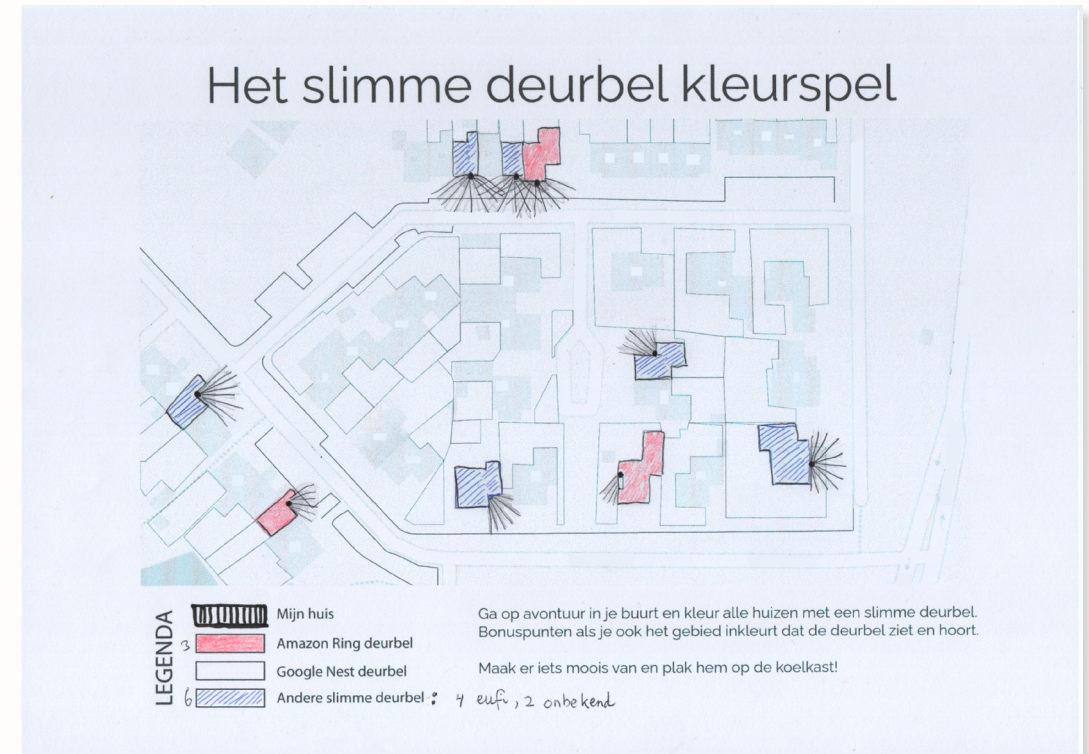 Het slimme deurbel kleurspel
LEGENDA
Mijn huis
3 Amazon Ring deurbel
Google Nest deurbel
6 Andere slimme deurbel : 4 eufi, 2 onbekend
Ga op avontuur in je buurt en kleur alle huizen met een slimme deurbel.
Bonuspunten als je ook het gebied inkleurt dat de deurbel ziet en hoort.
Maak er iets moois van en plak hem op de koelkast!